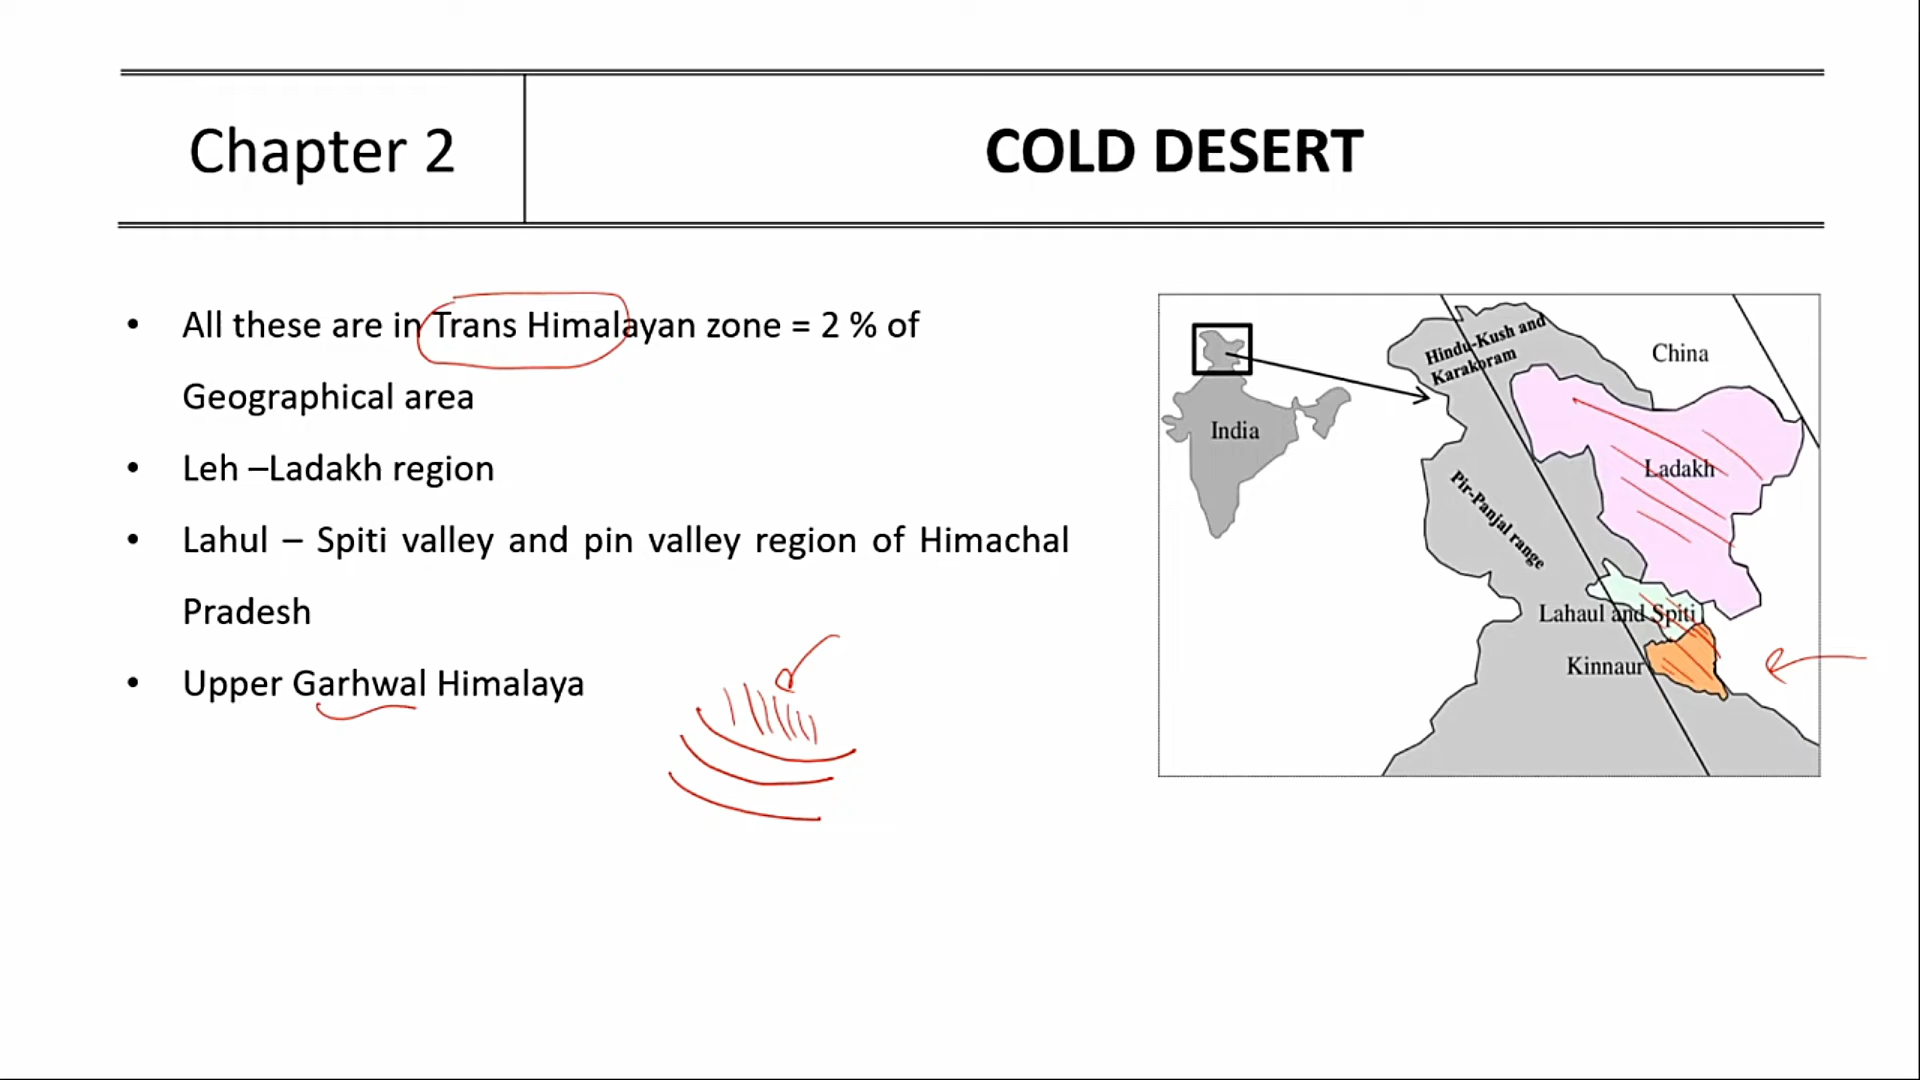 Chapter 2
COLD DESERT
• All these are in Trans Himalayan zone = 2 % of
Geographical area
• Leh –Ladakh region
• Lahul – Spiti valley and pin valley region of Himachal
Pradesh
• Upper Garhwal Himalaya
Hindu-Kush and
Karakoram
China
India
Ladakh
Pir-Panjal range
Lahaul and Spiti
Kinnaur